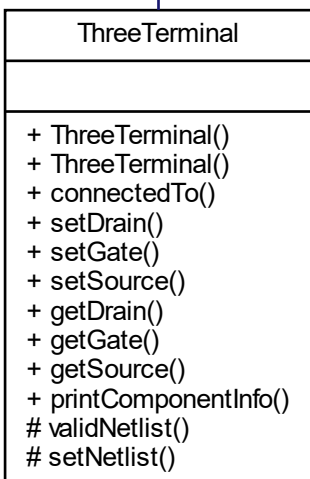 ThreeTerminal
+ ThreeTerminal()
+ ThreeTerminal()
+ connectedTo()
+ setDrain()
+ setGate()
+ setSource()
+ getDrain()
+ getGate()
+ getSource()
+ printComponentInfo()
# validNetlist()
# setNetlist()